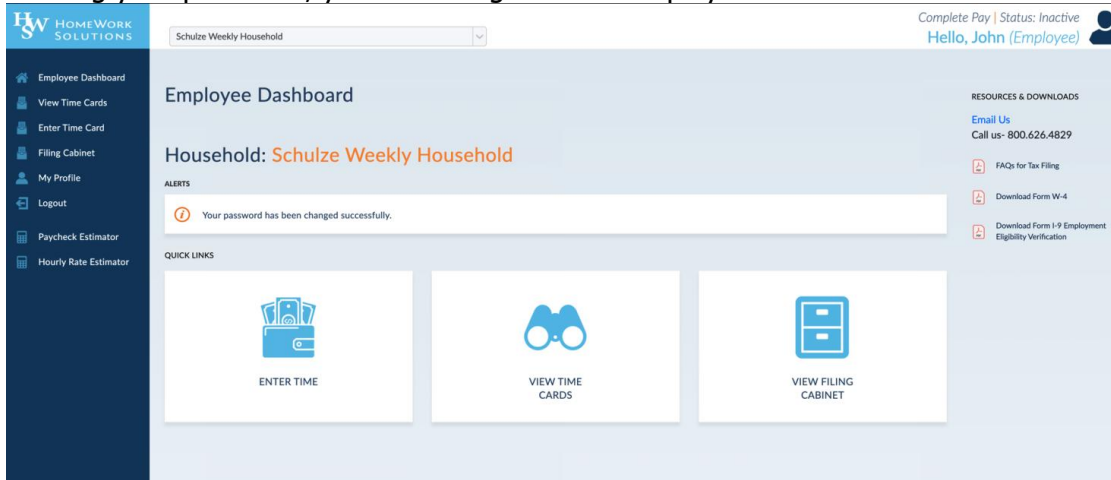 HSW HOMEWORK
SOLUTIONS
Schulze Weekly Household
Complete Pay | Status: Inactive
Hello, John (Employee)
Employee Dashboard
View Time Cards
Enter Time Card
Filing Cabinet
My Profile
Logout
Paycheck Estimator
Hourly Rate Estimator
Employee Dashboard
Household: Schulze Weekly Household
ALERTS
Your password has been changed successfully.
QUICK LINKS
ENTER TIME
VIEW TIME
CARDS
VIEW FILING
CABINET
RESOURCES & DOWNLOADS
Email Us
Call us- 800.626.4829
FAQs for Tax Filing
Download Form W-4
Download Form I-9 Employment
Eligibility Verification